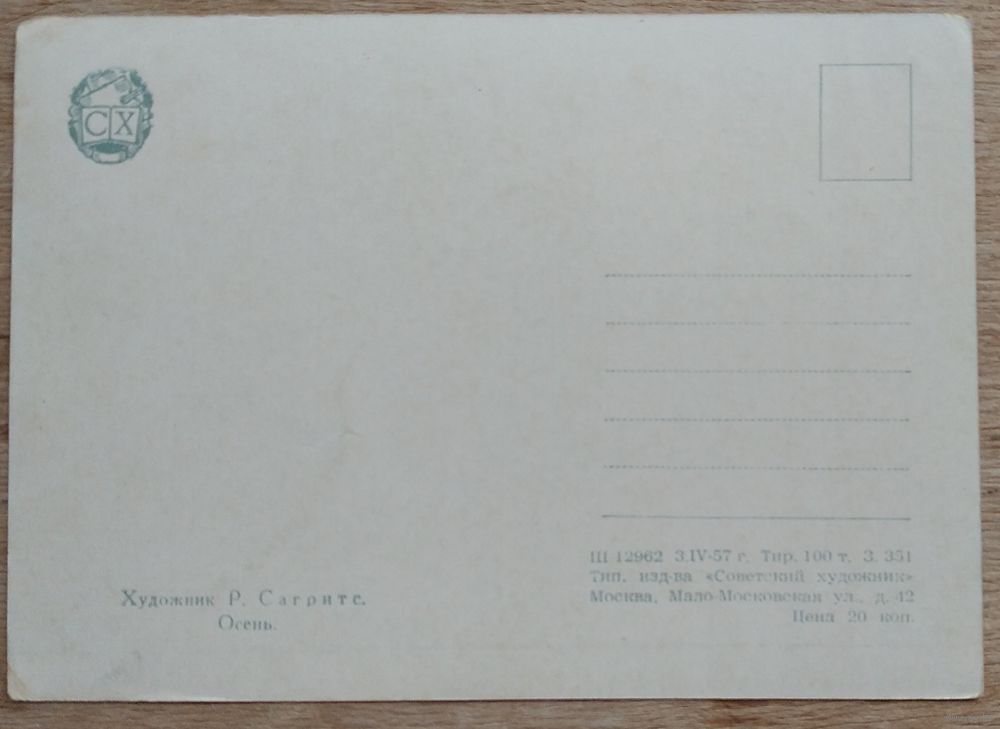 СХ
Художник Р. Сагритс.
Осень.
Ш 12962 3.IV-57 г. Тир. 100 т. З. 351
Тип. изд-ва «Советский художник»
Москва, Мало-Московская ул., д. 42
Цена 20 коп.